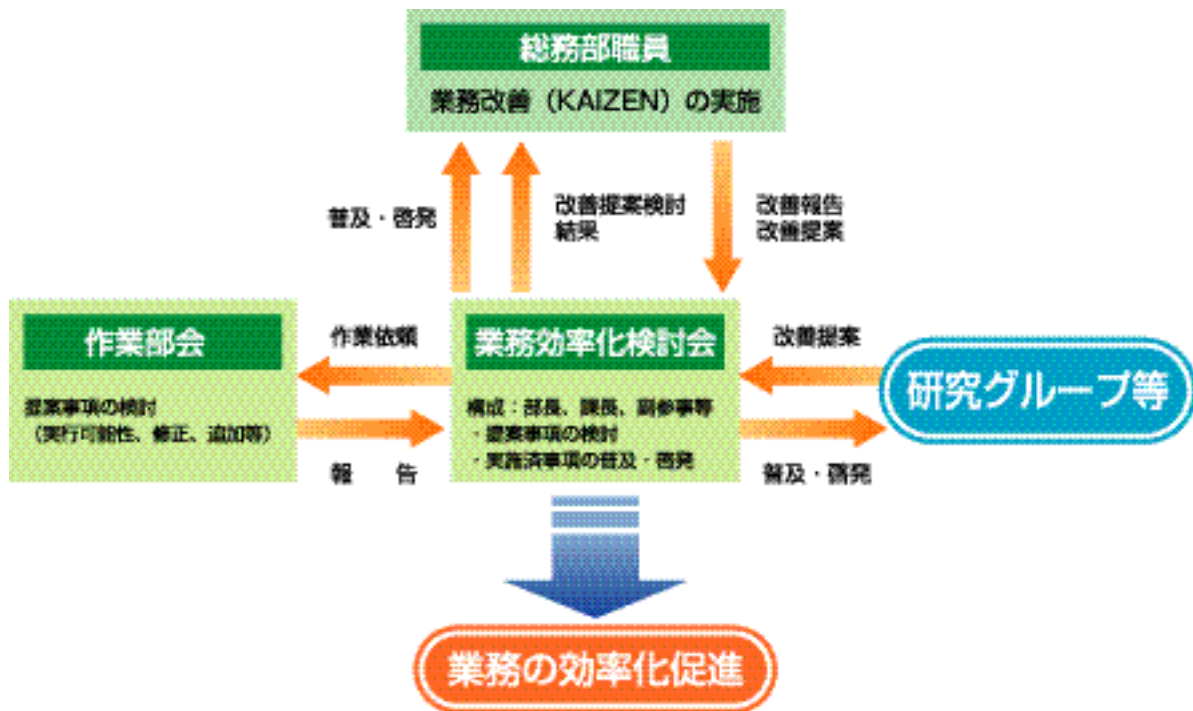 総務部職員
業務改善（KAIZEN）の実施
普及・啓発
改善提案検討
結果
改善報告
改善提案
作業部会
提案事項の検討
（実行可能性、修正、追加等）
作業依頼
報　告
業務効率化検討会
構成：部長、課長、副参事等
・提案事項の検討
・実施済事項の普及・啓発
改善提案
普及・啓発
研究グループ等
業務の効率化促進